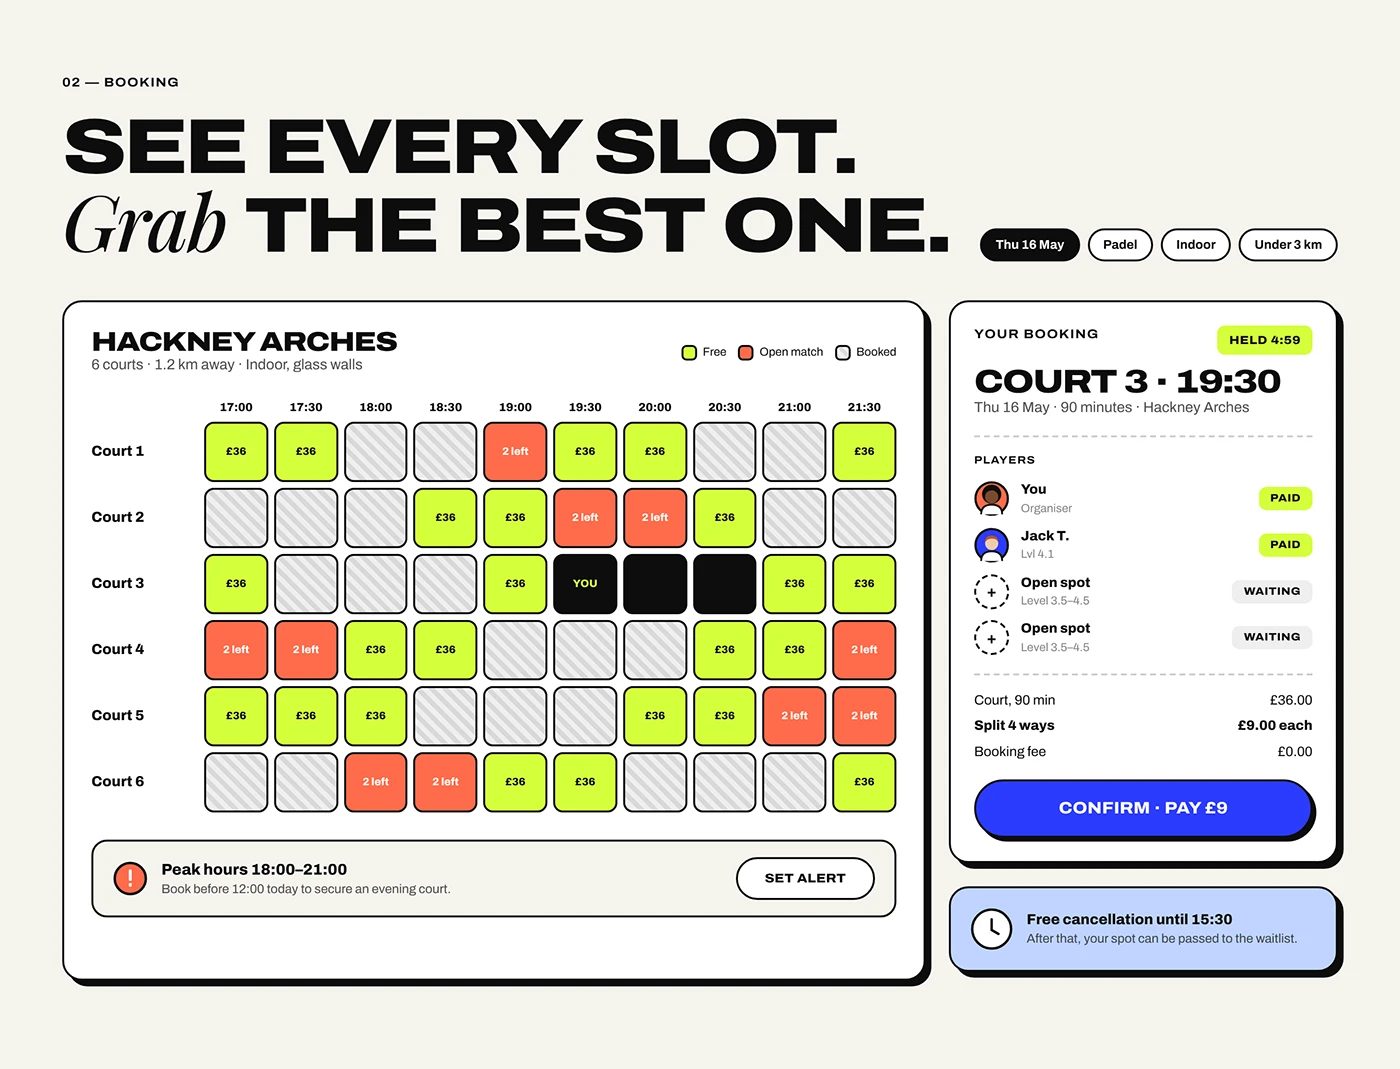 02 — BOOKING
SEE EVERY SLOT.
Grab THE BEST ONE.
Thu 16 May
Padel
Indoor
Under 3 km
HACKNEY ARCHES
6 courts · 1.2 km away · Indoor, glass walls
Free
Open match
Booked
17:00 17:30 18:00 18:30 19:00 19:30 20:00 20:30 21:00 21:30
Court 1 £36 £36 2 left £36 £36 £36
Court 2 £36 £36 2 left 2 left £36
Court 3 £36 £36 YOU £36 £36
Court 4 2 left 2 left £36 £36 £36 £36 2 left
Court 5 £36 £36 £36 £36 £36 2 left 2 left
Court 6 2 left 2 left £36 £36 £36
!
Peak hours 18:00–21:00
Book before 12:00 today to secure an evening court.
SET ALERT
YOUR BOOKING
HELD 4:59
COURT 3 · 19:30
Thu 16 May · 90 minutes · Hackney Arches
PLAYERS
You
Organiser
PAID
Jack T.
Lvl 4.1
PAID
+
Open spot
Level 3.5–4.5
WAITING
+
Open spot
Level 3.5–4.5
WAITING
Court, 90 min £36.00
Split 4 ways £9.00 each
Booking fee £0.00
CONFIRM · PAY £9
Free cancellation until 15:30
After that, your spot can be passed to the waitlist.